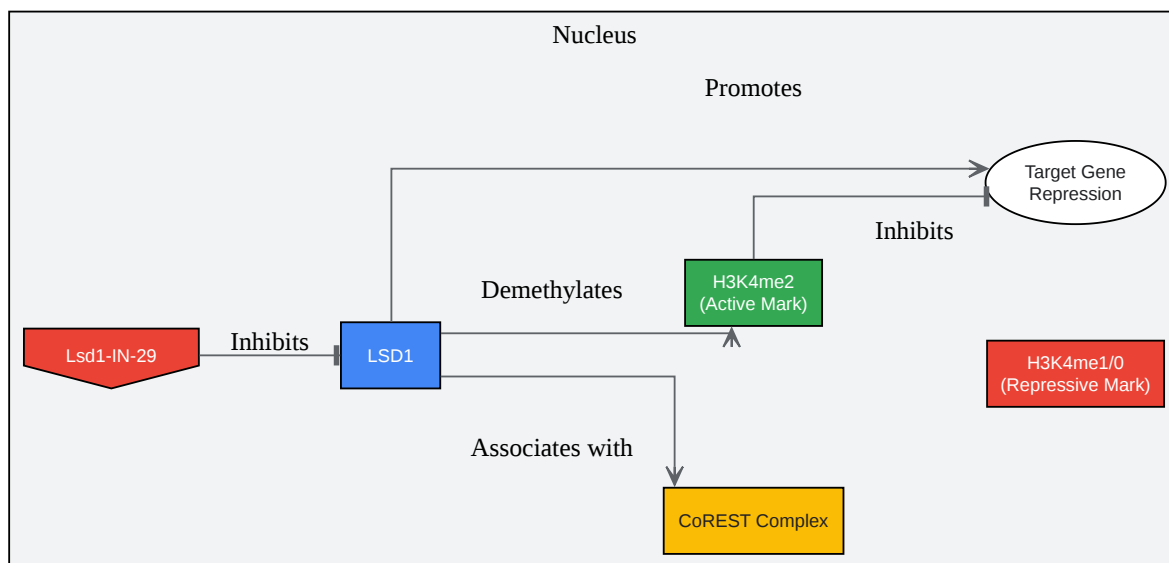 Nucleus
Promotes
Target Gene
Repression
Inhibits
H3K4me2
(Active Mark)
Demethylates
Inhibits
Lsd1-IN-29
LSD1
H3K4me1/0
(Repressive Mark)
Associates with
CoREST Complex